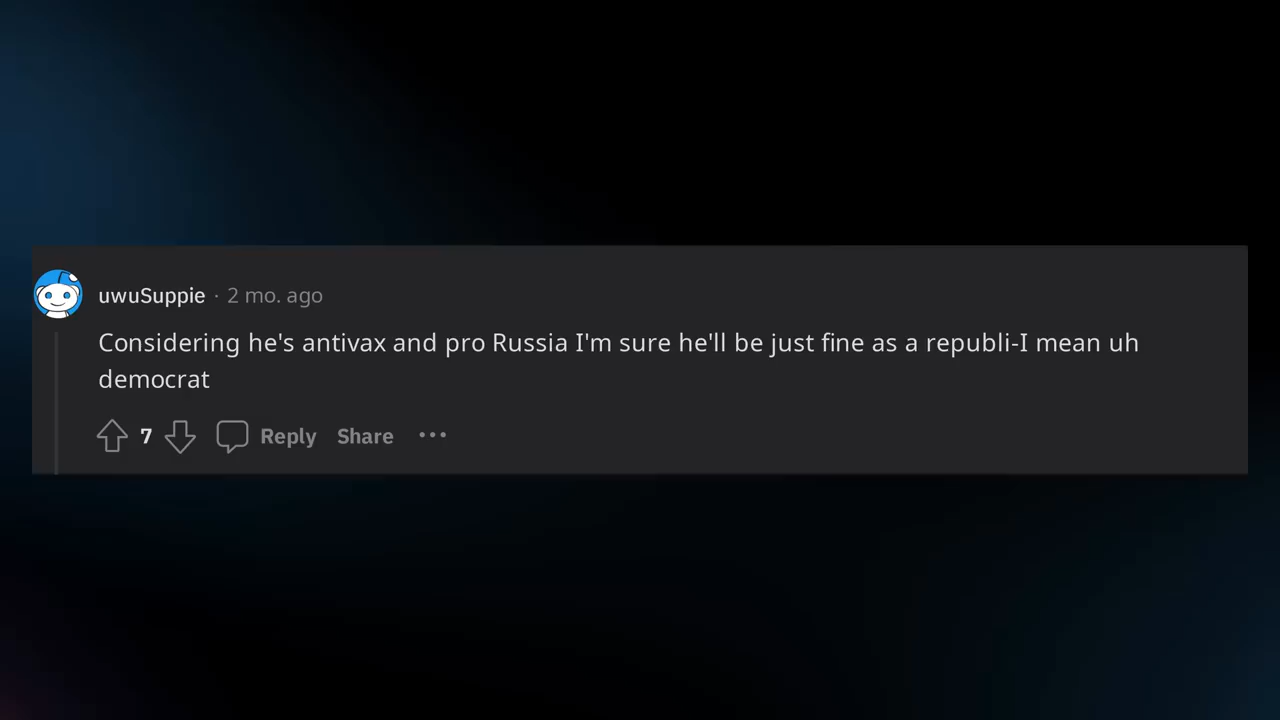 uwuSuppie · 2 mo. ago
Considering he's antivax and pro Russia I'm sure he'll be just fine as a republi-I mean uh
democrat
7 Reply Share ...